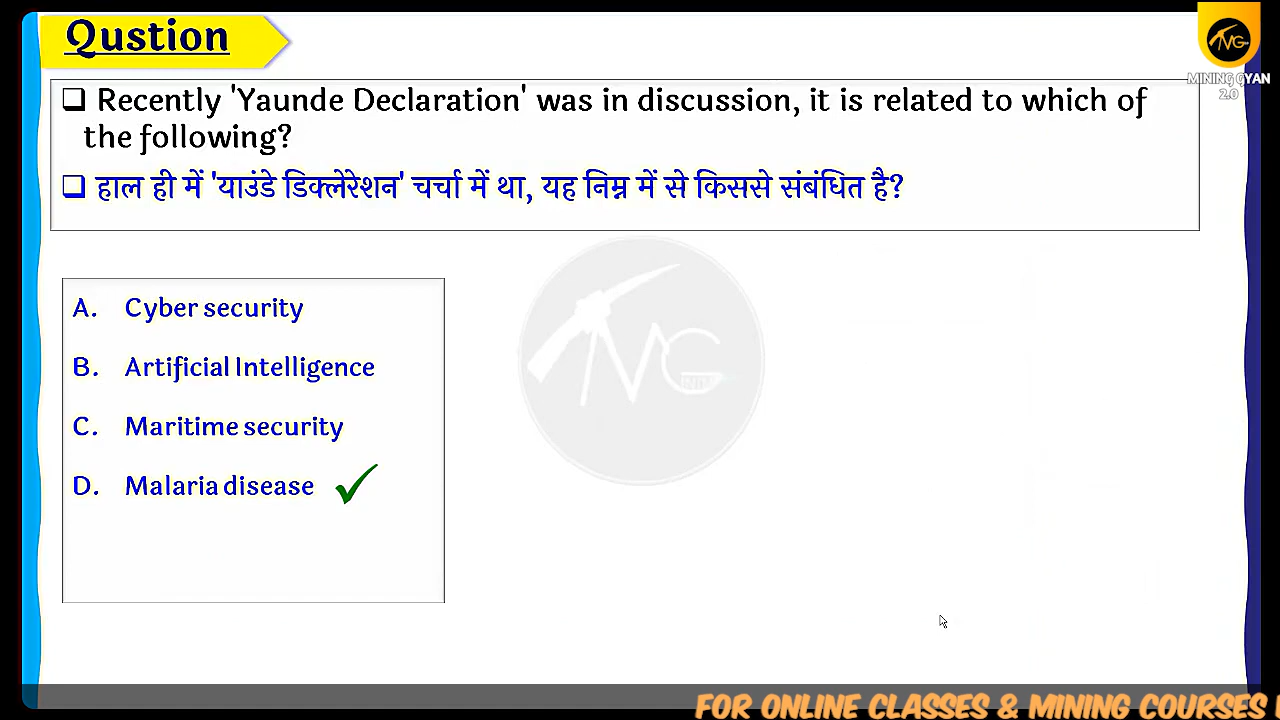 Qustion
MINING GYAN
2.0
❑ Recently 'Yaunde Declaration' was in discussion, it is related to which of
the following?
❑ हाल ही में 'याउंडे डिक्लेरेशन' चर्चा में था, यह निम्न में से किससे संबंधित है?
A. Cyber security
B. Artificial Intelligence
C. Maritime security
D. Malaria disease
FOR ONLINE CLASSES & MINING COURSES